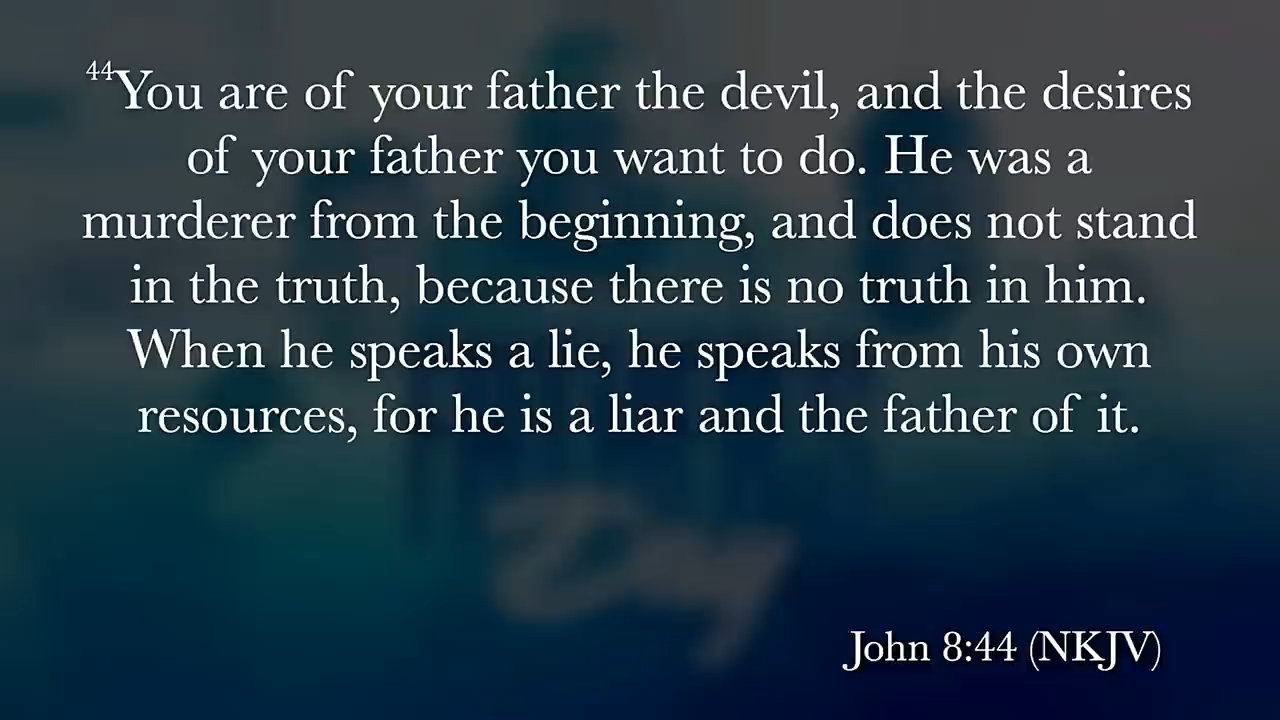 44You are of your father the devil, and the desires
of your father you want to do. He was a
murderer from the beginning, and does not stand
in the truth, because there is no truth in him.
When he speaks a lie, he speaks from his own
resources, for he is a liar and the father of it.
Day
John 8:44 (NKJV)